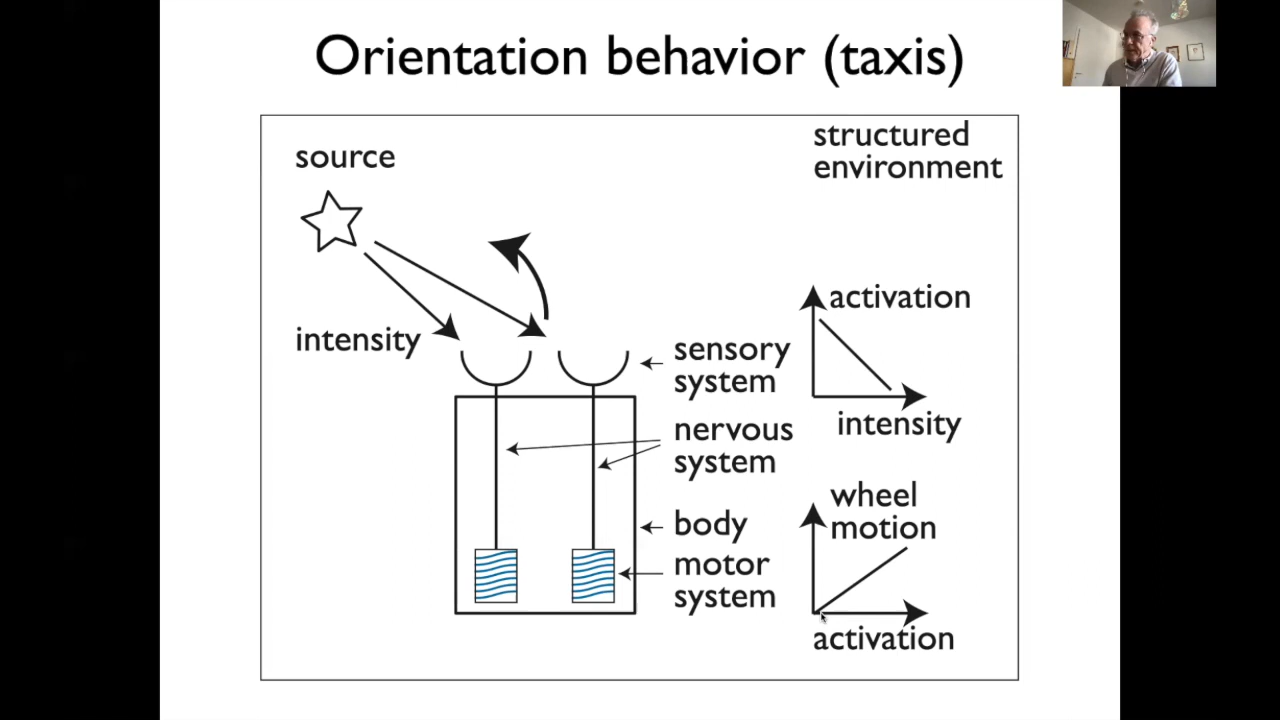 Orientation behavior (taxis)
source
structured
environment
intensity
activation
sensory
system
intensity
nervous
system
wheel
motion
body
motor
system
activation